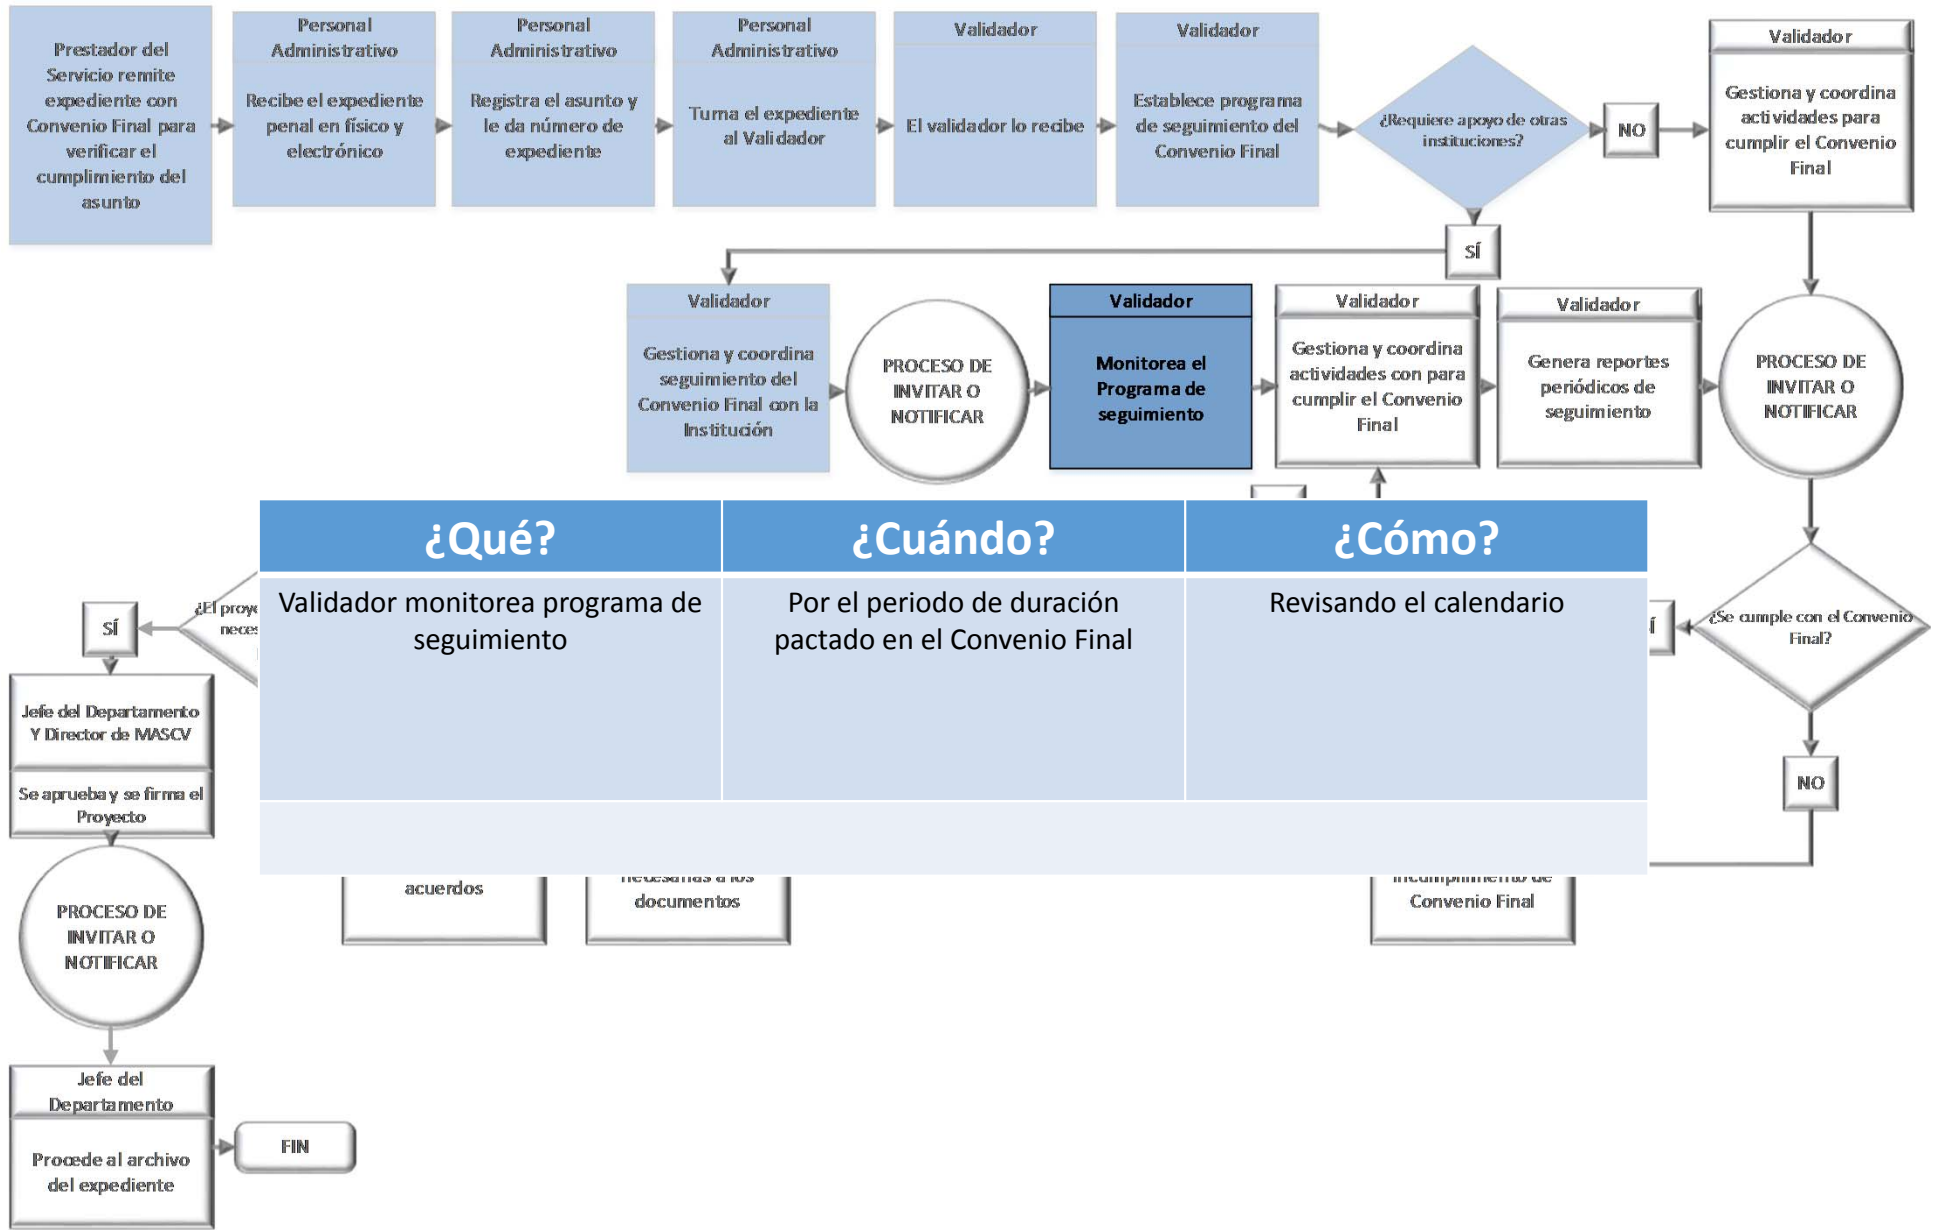 Prestador del
Servicio remite
expediente con
Convenio Final para
verificar el
cumplimiento del
asunto
Personal
Administrativo
Recibe el expediente
penal en físico y
electrónico
Personal
Administrativo
Registra el asunto y
le da número de
expediente
Personal
Administrativo
Turna el expediente
al Validador
Validador
El validador lo recibe
Validador
Establece programa
de seguimiento del
Convenio Final
¿Requiere apoyo de otras
instituciones?
NO
Validador
Gestiona y coordina
actividades para
cumplir el Convenio
Final
SÍ
Validador
Gestiona y coordina
seguimiento del
Convenio Final con la
Institución
PROCESO DE
INVITAR O
NOTIFICAR
Validador
Monitorea el
Programa de
seguimiento
Validador
Gestiona y coordina
actividades con para
cumplir el Convenio
Final
Validador
Genera reportes
periódicos de
seguimiento
PROCESO DE
INVITAR O
NOTIFICAR
¿Qué?
¿Cuándo?
¿Cómo?
Validador monitorea programa de
seguimiento
Por el periodo de duración
pactado en el Convenio Final
Revisando el calendario
SÍ
¿El
¿Se cumple con el Convenio
Final?
NO
Jefe del Departamento
Y Director de MASCV
Se aprueba y se firma el
Proyecto
acuerdos
necesarias a los
documentos
incumplimiento de
Convenio Final
PROCESO DE
INVITAR O
NOTIFICAR
Jefe del
Departamento
Procede al archivo
del expediente
FIN